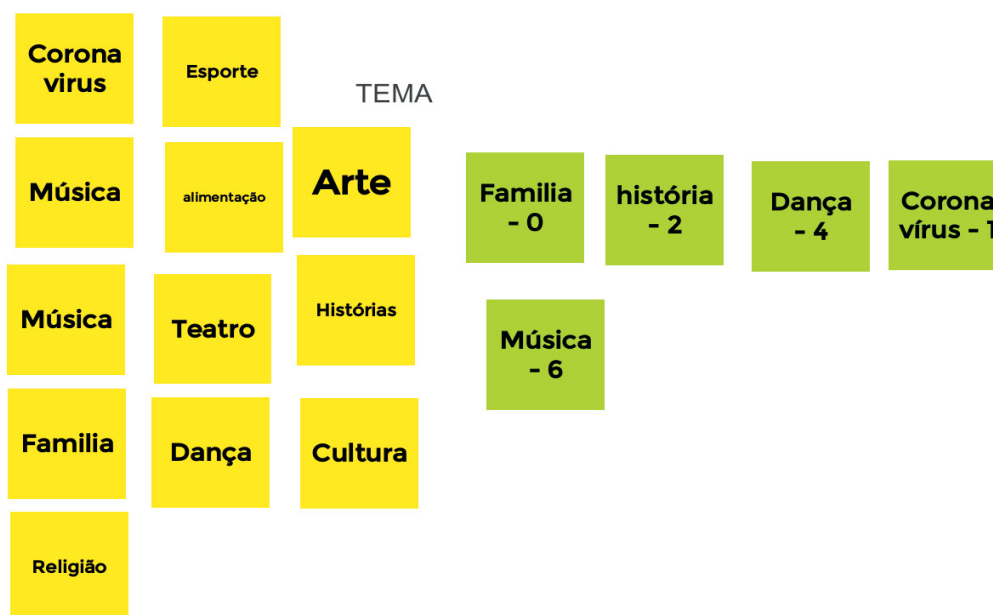 Corona
virus
Esporte
TEMA
Música
alimentação
Arte
Música
Teatro
Histórias
Familia
Dança
Cultura
Religião
Familia
- 0
história
- 2
Dança
- 4
Corona
vírus - 1
Música
- 6